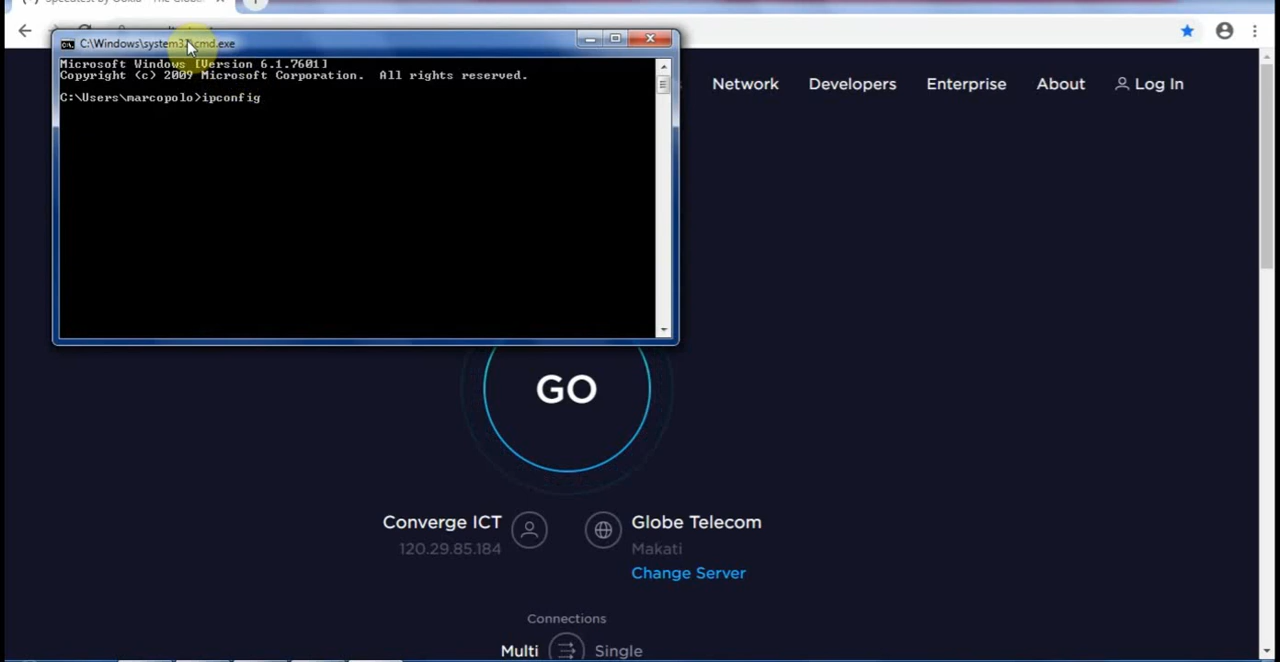 C:\Windows\system32\cmd.exe
Microsoft Windows [Version 6.1.7601]
Copyright (c) 2009 Microsoft Corporation.  All rights reserved.
C:\Users\marcopolo>ipconfig
Network
Developers
Enterprise
About
Log In
GO
Converge ICT
120.29.85.184
Globe Telecom
Makati
Change Server
Connections
Multi
Single